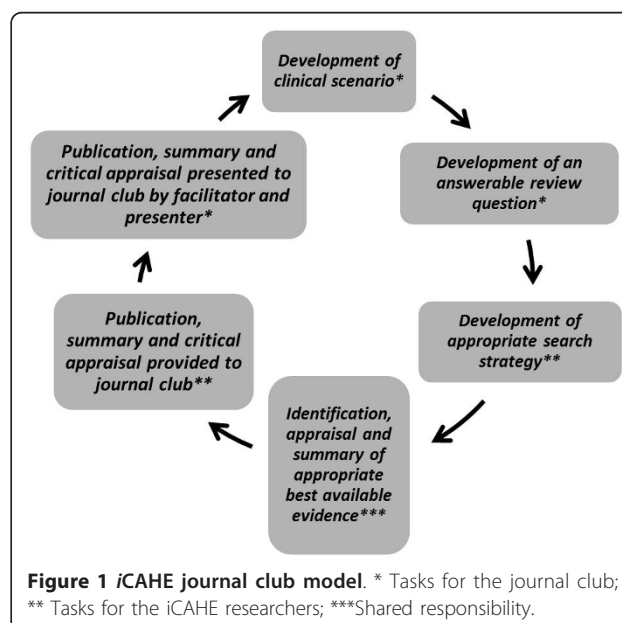 Development of
clinical scenario*
Development of an
answerable review
question*
Development of
appropriate search
strategy**
Identification,
appraisal and
summary of
appropriate
best available
evidence***
Publication,
summary and critical
appraisal provided to
journal club**
Publication, summary and
critical appraisal presented to
journal club by facilitator and
presenter*
Figure 1 iCAHE journal club model. * Tasks for the journal club;
** Tasks for the iCAHE researchers; ***Shared responsibility.